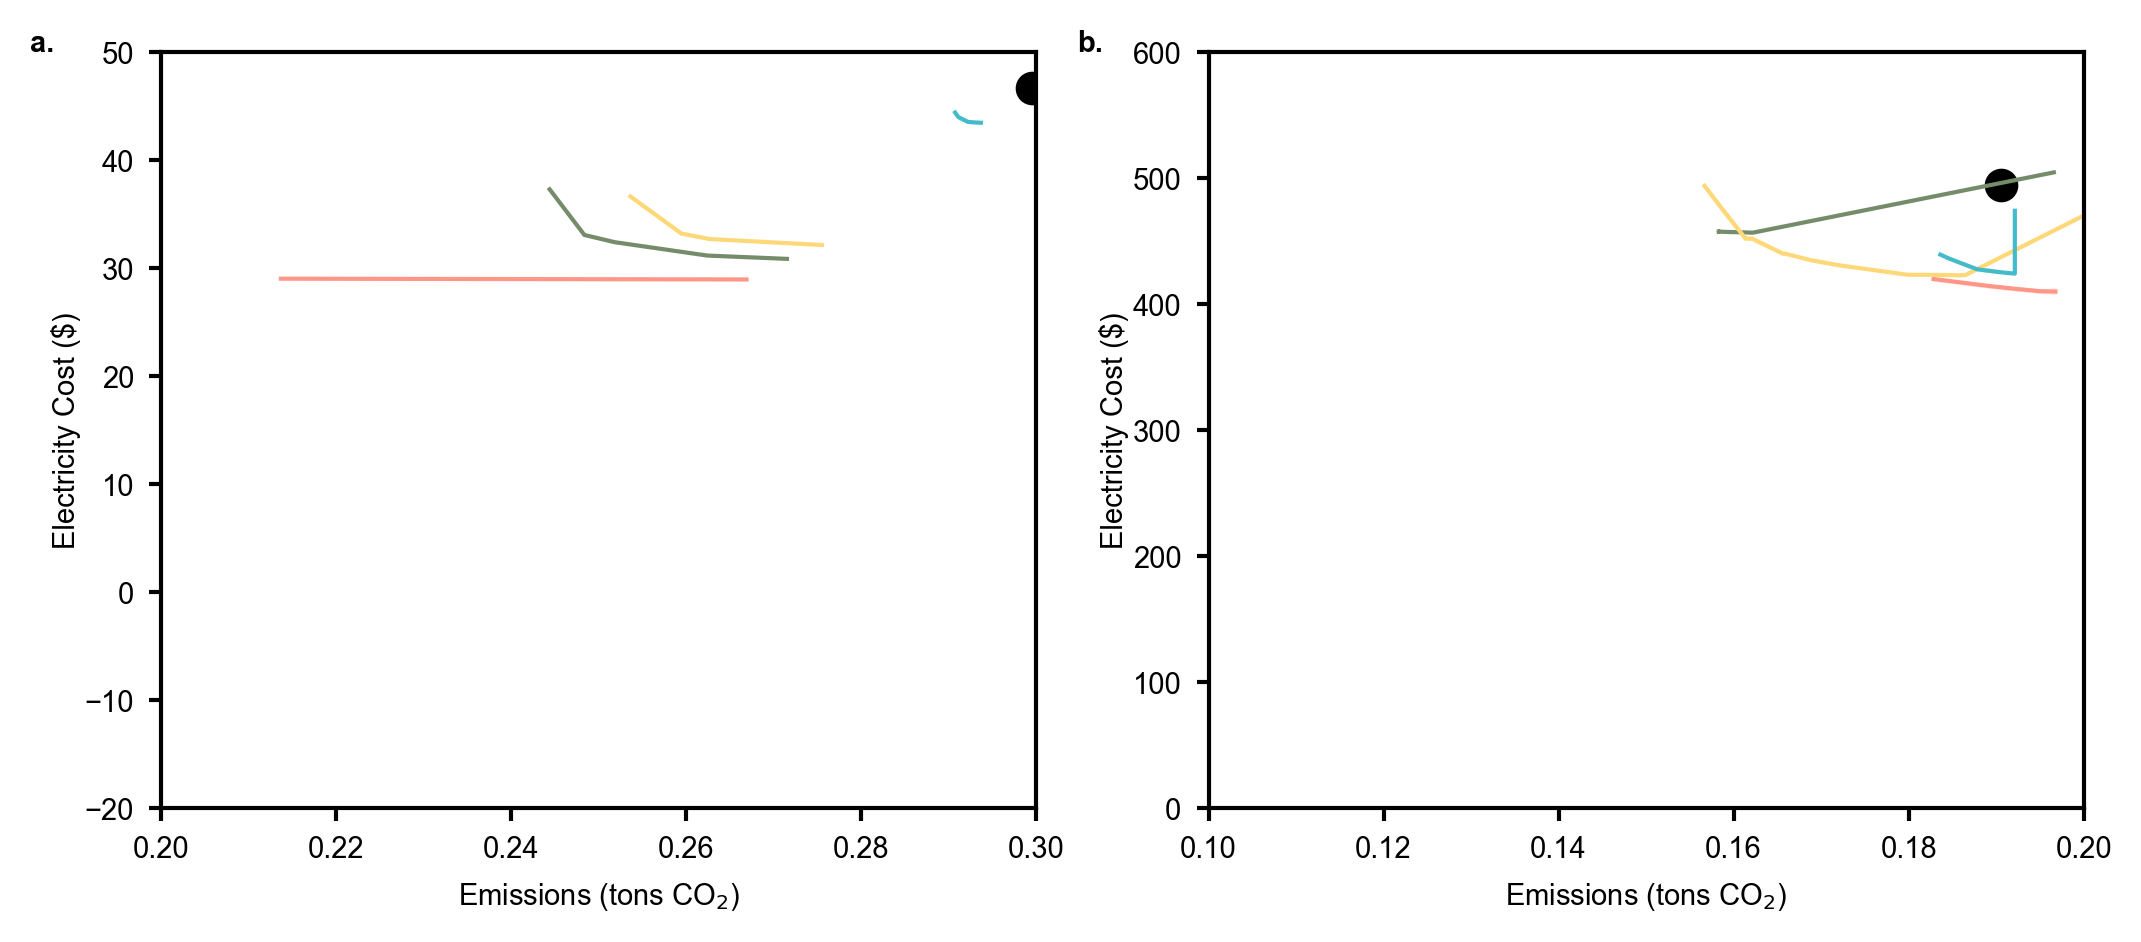 a.
50
40
30
20
10
0
−10
−20
Electricity Cost ($)
0.20 0.22 0.24 0.26 0.28 0.30
Emissions (tons CO₂)
b.
600
500
400
300
200
100
0
Electricity Cost ($)
0.10 0.12 0.14 0.16 0.18 0.20
Emissions (tons CO₂)